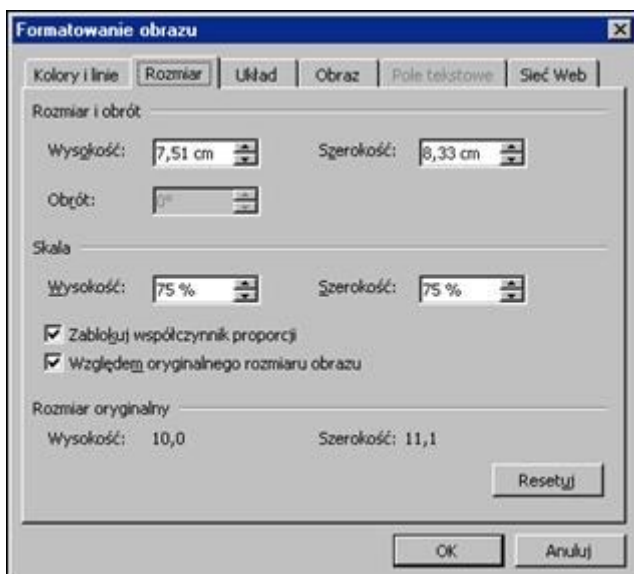 Formatowanie obrazu
Kolory i linie Rozmiar Układ Obraz Pole tekstowe Sieć Web
Rozmiar i obrót
Wysokość: 7,51 cm Szerokość: 8,33 cm
Obrót: 0°
Skala
Wysokość: 75 % Szerokość: 75 %
Zablokuj współczynnik proporcji
Względem oryginalnego rozmiaru obrazu
Rozmiar oryginalny
Wysokość: 10,0 Szerokość: 11,1
Resetuj
OK Anuluj